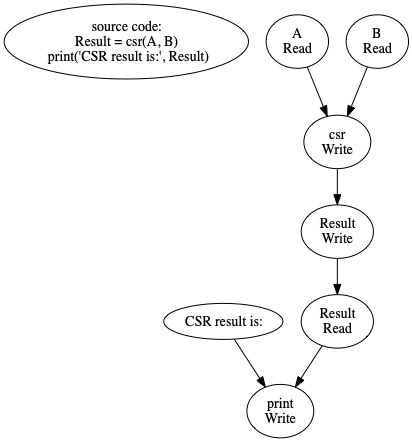 source code:
Result = csr(A, B)
print('CSR result is:', Result)
A
Read
B
Read
csr
Write
Result
Write
Result
Read
CSR result is:
print
Write